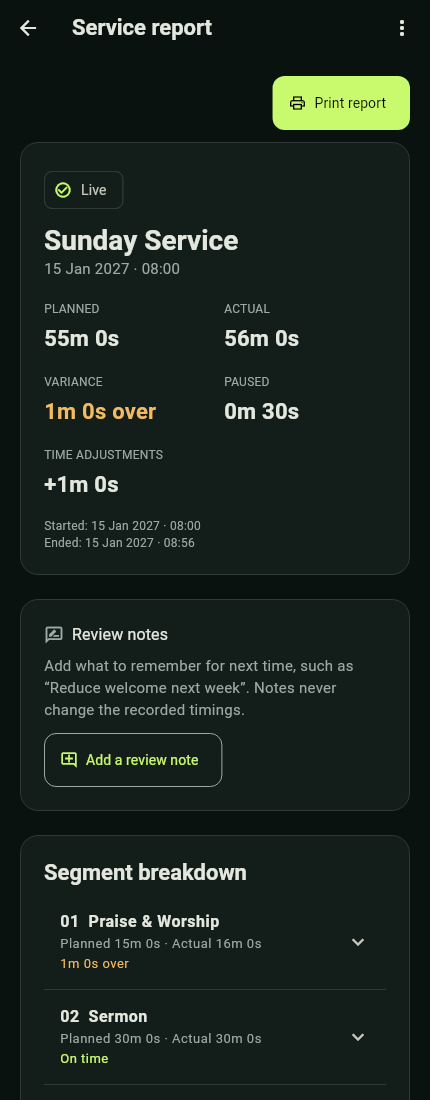 Service report
Print report
Live
Sunday Service
15 Jan 2027 · 08:00
PLANNED
55m 0s
ACTUAL
56m 0s
VARIANCE
1m 0s over
PAUSED
0m 30s
TIME ADJUSTMENTS
+1m 0s
Started: 15 Jan 2027 · 08:00
Ended: 15 Jan 2027 · 08:56
Review notes
Add what to remember for next time, such as
“Reduce welcome next week”. Notes never
change the recorded timings.
Add a review note
Segment breakdown
01 Praise & Worship
Planned 15m 0s · Actual 16m 0s
1m 0s over
02 Sermon
Planned 30m 0s · Actual 30m 0s
On time